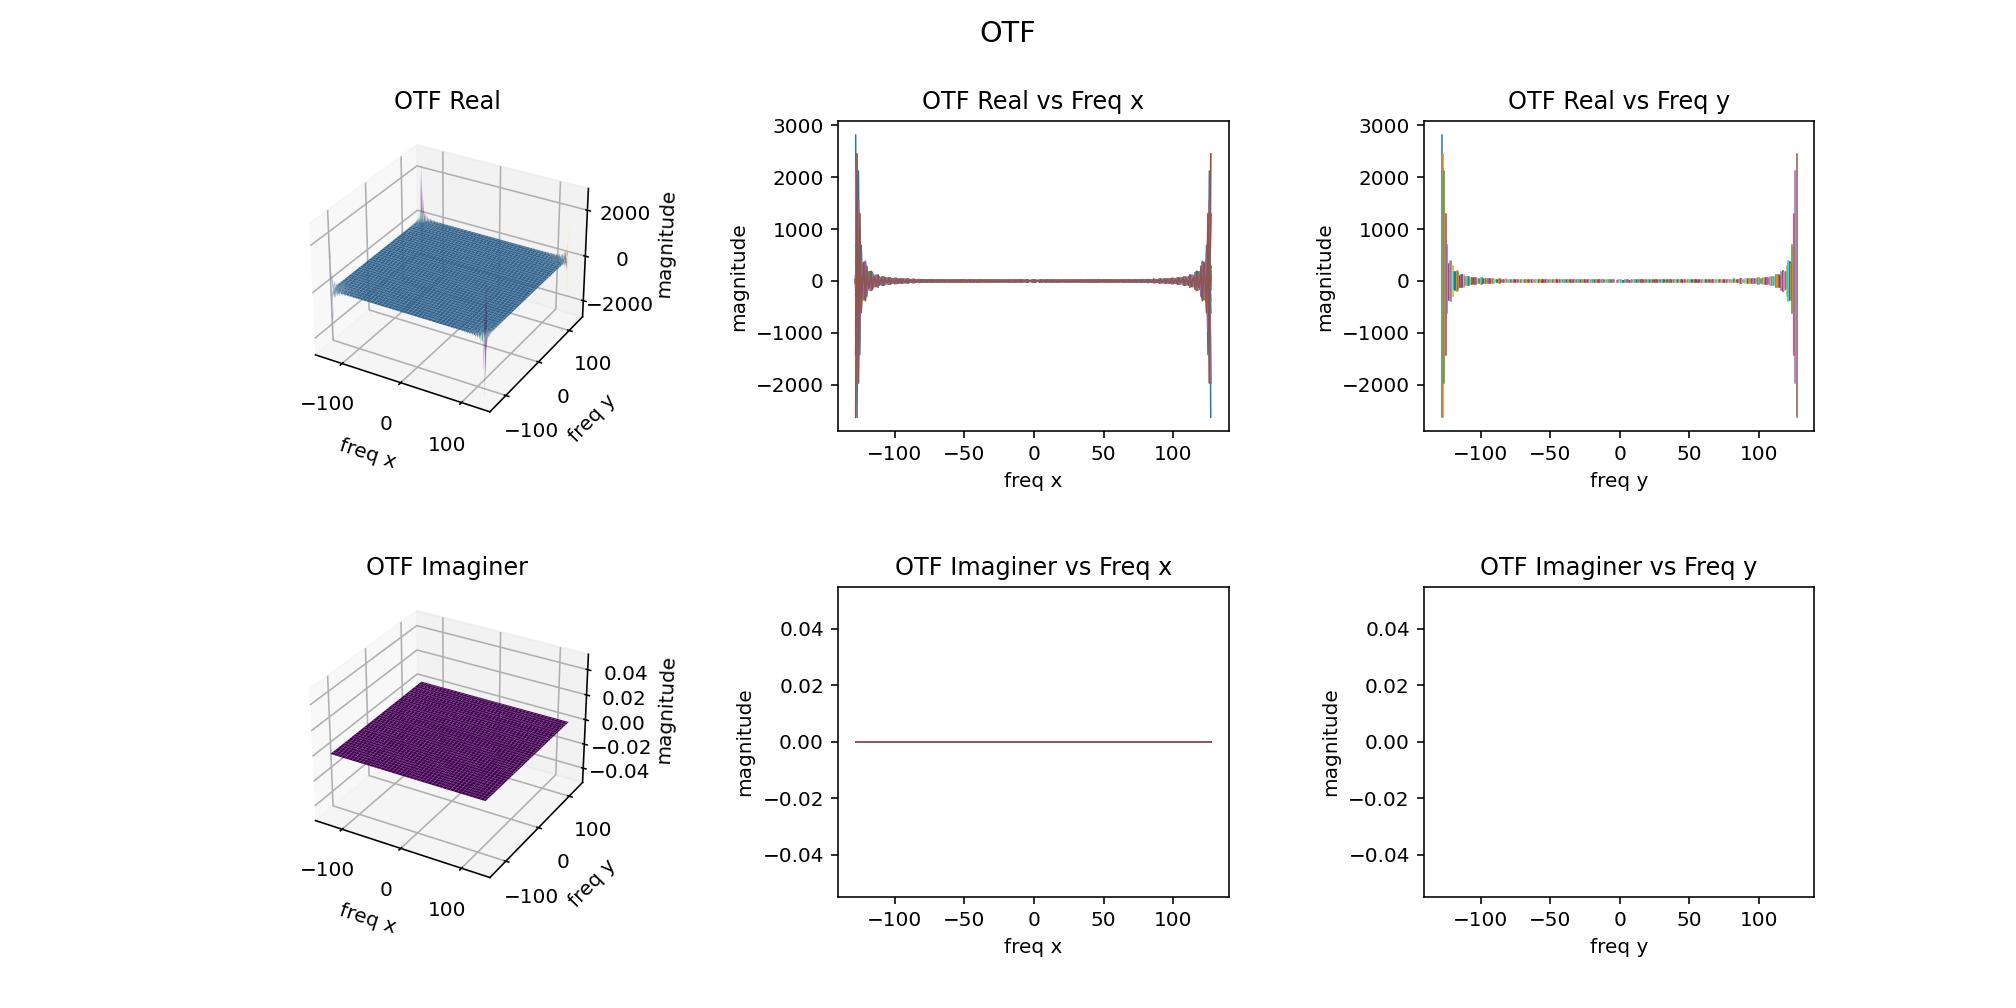 OTF
OTF Real
2000
0
−2000
magnitude
100
0
−100
freq y
−100
0
100
freq x
OTF Real vs Freq x
3000
2000
1000
0
−1000
−2000
magnitude
−100 −50 0 50 100
freq x
OTF Real vs Freq y
3000
2000
1000
0
−1000
−2000
magnitude
−100 −50 0 50 100
freq y
OTF Imaginer
0.04
0.02
0.00
−0.02
−0.04
magnitude
100
0
−100
freq y
−100
0
100
freq x
OTF Imaginer vs Freq x
0.04
0.02
0.00
−0.02
−0.04
magnitude
−100 −50 0 50 100
freq x
OTF Imaginer vs Freq y
0.04
0.02
0.00
−0.02
−0.04
magnitude
−100 −50 0 50 100
freq y